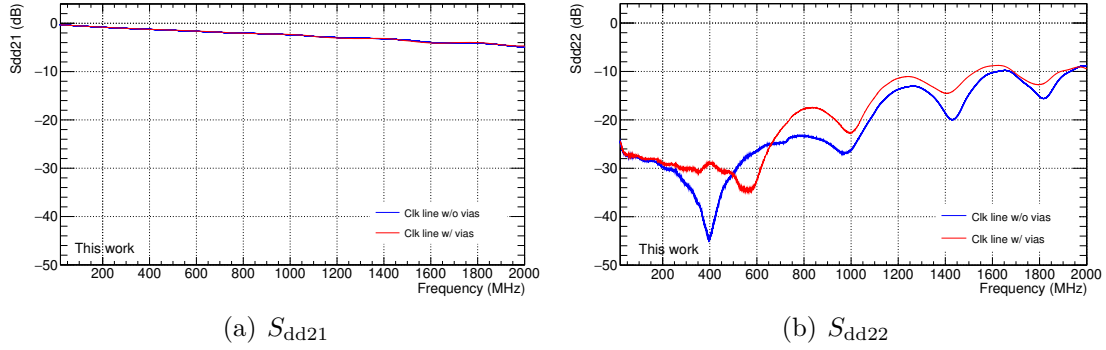 Sdd21 (dB)
0
−10
−20
−30
−40
−50
Clk line w/o vias
Clk line w/ vias
This work
200 400 600 800 1000 1200 1400 1600 1800 2000
Frequency (MHz)
(a) Sdd21
Sdd22 (dB)
0
−10
−20
−30
−40
−50
Clk line w/o vias
Clk line w/ vias
This work
200 400 600 800 1000 1200 1400 1600 1800 2000
Frequency (MHz)
(b) Sdd22